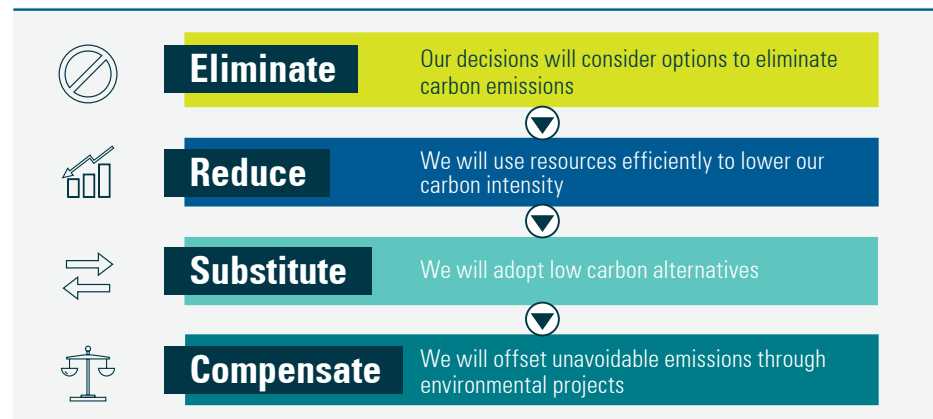 Eliminate
Our decisions will consider options to eliminate
carbon emissions
Reduce
We will use resources efficiently to lower our
carbon intensity
Substitute
We will adopt low carbon alternatives
Compensate
We will offset unavoidable emissions through
environmental projects